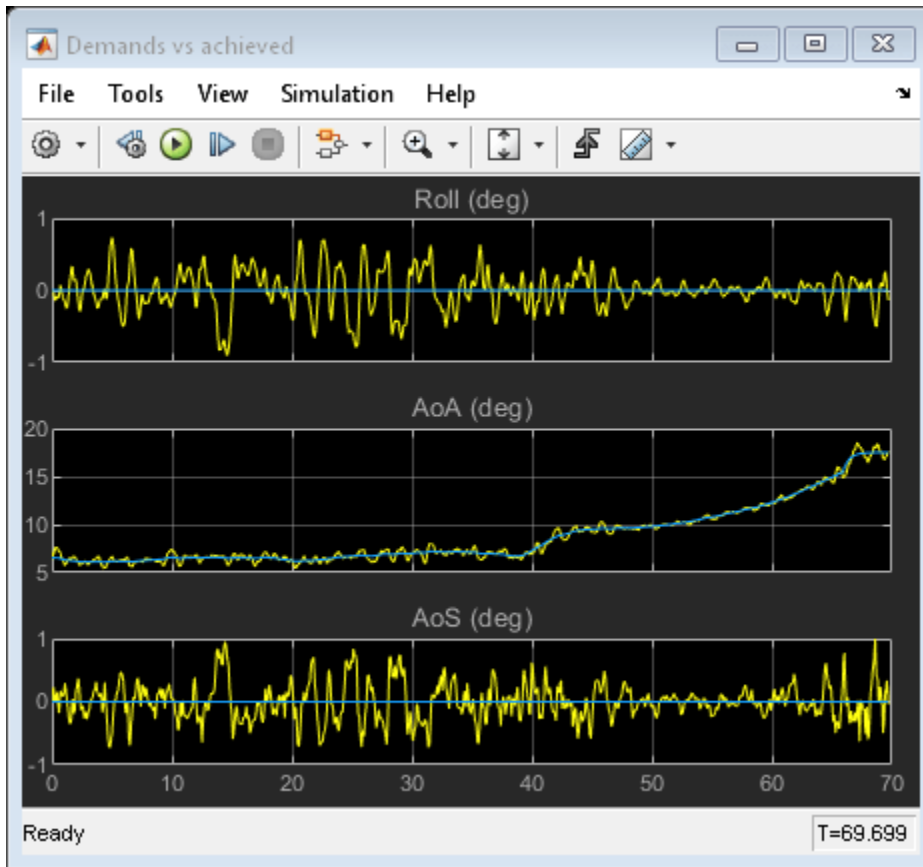 Demands vs achieved
File Tools View Simulation Help
Roll (deg)
1
0
-1
AoA (deg)
20
15
10
5
AoS (deg)
1
0
-1
0 10 20 30 40 50 60 70
Ready T=69.699